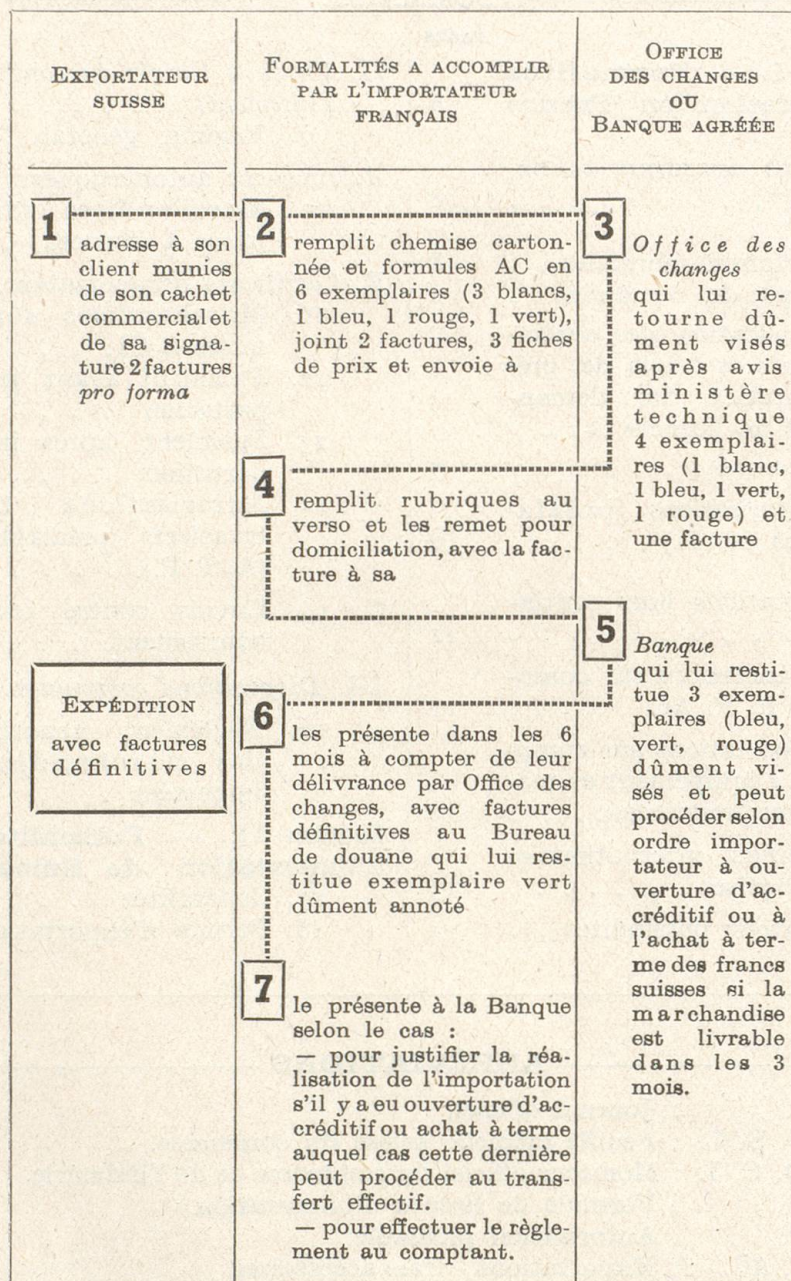 EXPORTATEUR
SUISSE
FORMALITÉS A ACCOMPLIR
PAR L'IMPORTATEUR
FRANÇAIS
OFFICE
DES CHANGES
OU
BANQUE AGRÉÉE
1
adresse à son
client munies
de son cachet
commercial et
de sa signa-
ture 2 factures
pro forma
2
remplit chemise carton-
née et formules AC en
6 exemplaires (3 blancs,
1 bleu, 1 rouge, 1 vert),
joint 2 factures, 3 fiches
de prix et envoie à
3
Office des
changes
qui lui re-
tourne dû-
ment visés
après avis
ministère
technique
4 exemplai-
res (1 blanc,
1 bleu, 1 vert,
1 rouge) et
une facture
4
remplit rubriques au
verso et les remet pour
domiciliation, avec la fac-
ture à sa
5
Banque
qui lui resti-
tue 3 exem-
plaires (bleu,
vert, rouge)
dûment vi-
sés et peut
procéder selon
ordre impor-
tateur à ou-
verture d'ac-
créditif ou à
l'achat à ter-
me des francs
suisses si la
marchandise
est livrable
dans les 3
mois.
EXPÉDITION
avec factures
définitives
6
les présente dans les 6
mois à compter de leur
délivrance par Office des
changes, avec factures
définitives au Bureau
de douane qui lui res-
titue exemplaire vert
dûment annoté
7
le présente à la Banque
selon le cas :
— pour justifier la réa-
lisation de l'importation
s'il y a eu ouverture d'ac-
créditif ou achat à terme
auquel cas cette dernière
peut procéder au trans-
fert effectif.
— pour effectuer le règle-
ment au comptant.